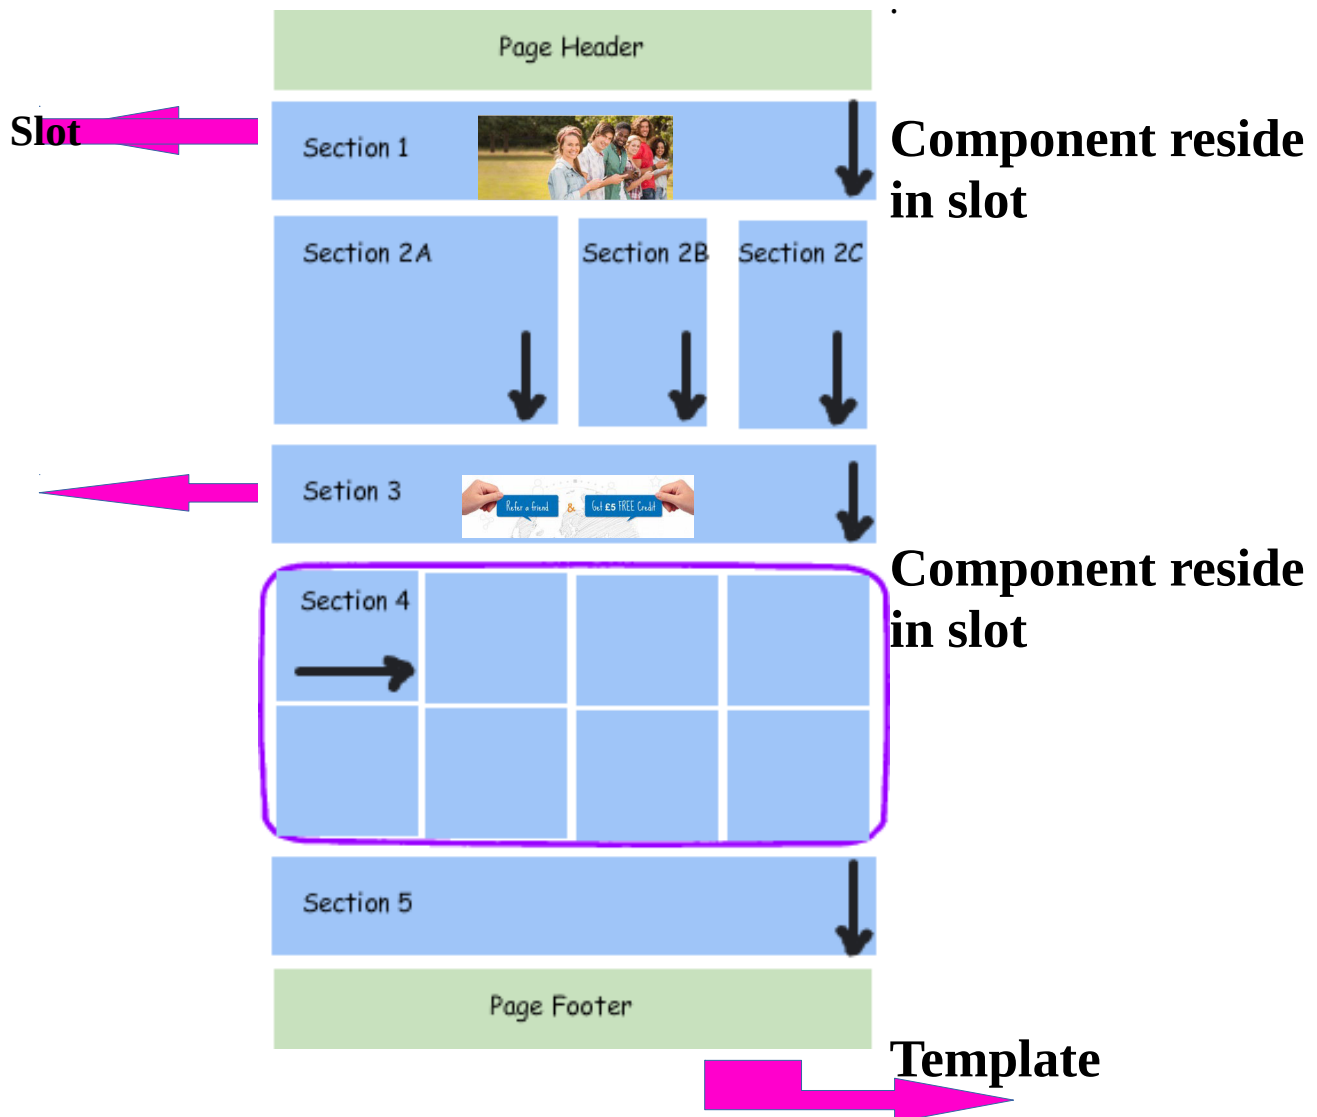 Page Header
Slot
Section 1
Component reside
in slot
Section 2A
Section 2B
Section 2C
Setion 3
Refer a friend
&
Get £5 FREE Credit
Component reside
in slot
Section 4
Section 5
Page Footer
Template